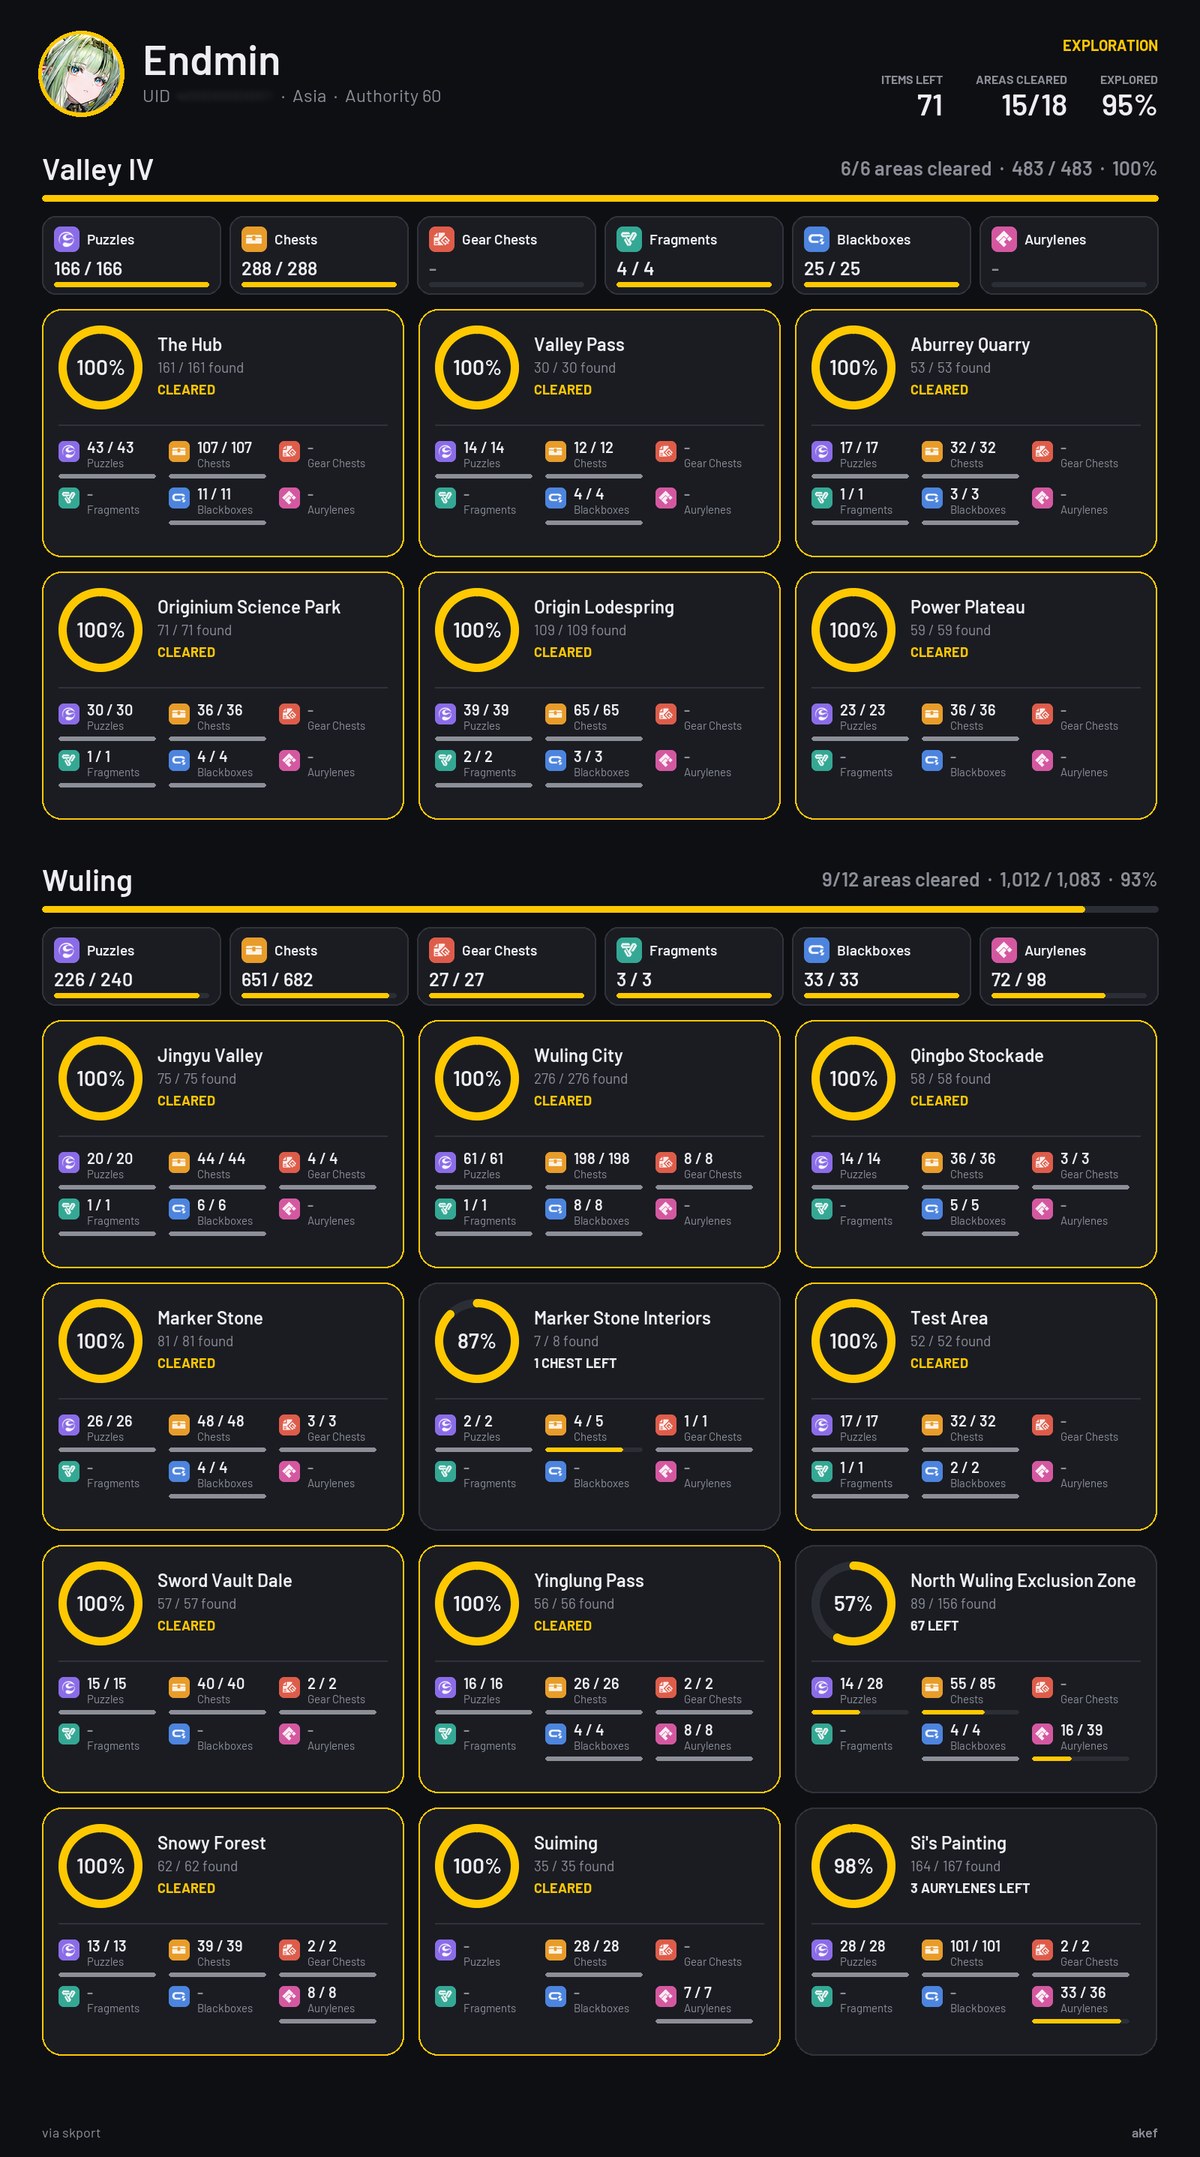 Endmin
UID · Asia · Authority 60
EXPLORATION
ITEMS LEFT AREAS CLEARED EXPLORED
71 15/18 95%
Valley IV
6/6 areas cleared · 483 / 483 · 100%
Puzzles Chests Gear Chests Fragments Blackboxes Aurylenes
166 / 166 288 / 288 - 4 / 4 25 / 25 -
The Hub
161 / 161 found
100%
CLEARED
43 / 43 107 / 107 -
Puzzles Chests Gear Chests
- 11 / 11 -
Fragments Blackboxes Aurylenes
Valley Pass
30 / 30 found
100%
CLEARED
14 / 14 12 / 12 -
Puzzles Chests Gear Chests
- 4 / 4 -
Fragments Blackboxes Aurylenes
Aburrey Quarry
53 / 53 found
100%
CLEARED
17 / 17 32 / 32 -
Puzzles Chests Gear Chests
1 / 1 3 / 3 -
Fragments Blackboxes Aurylenes
Originium Science Park
71 / 71 found
100%
CLEARED
30 / 30 36 / 36 -
Puzzles Chests Gear Chests
1 / 1 4 / 4 -
Fragments Blackboxes Aurylenes
Origin Lodespring
109 / 109 found
100%
CLEARED
39 / 39 65 / 65 -
Puzzles Chests Gear Chests
2 / 2 3 / 3 -
Fragments Blackboxes Aurylenes
Power Plateau
59 / 59 found
100%
CLEARED
23 / 23 36 / 36 -
Puzzles Chests Gear Chests
- - -
Fragments Blackboxes Aurylenes
Wuling
9/12 areas cleared · 1,012 / 1,083 · 93%
Puzzles Chests Gear Chests Fragments Blackboxes Aurylenes
226 / 240 651 / 682 27 / 27 3 / 3 33 / 33 72 / 98
Jingyu Valley
75 / 75 found
100%
CLEARED
20 / 20 44 / 44 4 / 4
Puzzles Chests Gear Chests
1 / 1 6 / 6 -
Fragments Blackboxes Aurylenes
Wuling City
276 / 276 found
100%
CLEARED
61 / 61 198 / 198 8 / 8
Puzzles Chests Gear Chests
1 / 1 8 / 8 -
Fragments Blackboxes Aurylenes
Qingbo Stockade
58 / 58 found
100%
CLEARED
14 / 14 36 / 36 3 / 3
Puzzles Chests Gear Chests
- 5 / 5 -
Fragments Blackboxes Aurylenes
Marker Stone
81 / 81 found
100%
CLEARED
26 / 26 48 / 48 3 / 3
Puzzles Chests Gear Chests
- 4 / 4 -
Fragments Blackboxes Aurylenes
Marker Stone Interiors
7 / 8 found
87%
1 CHEST LEFT
2 / 2 4 / 5 1 / 1
Puzzles Chests Gear Chests
- - -
Fragments Blackboxes Aurylenes
Test Area
52 / 52 found
100%
CLEARED
17 / 17 32 / 32 -
Puzzles Chests Gear Chests
1 / 1 2 / 2 -
Fragments Blackboxes Aurylenes
Sword Vault Dale
57 / 57 found
100%
CLEARED
15 / 15 40 / 40 2 / 2
Puzzles Chests Gear Chests
- - -
Fragments Blackboxes Aurylenes
Yinglung Pass
56 / 56 found
100%
CLEARED
16 / 16 26 / 26 2 / 2
Puzzles Chests Gear Chests
- 4 / 4 8 / 8
Fragments Blackboxes Aurylenes
North Wuling Exclusion Zone
89 / 156 found
57%
67 LEFT
14 / 28 55 / 85 -
Puzzles Chests Gear Chests
- 4 / 4 16 / 39
Fragments Blackboxes Aurylenes
Snowy Forest
62 / 62 found
100%
CLEARED
13 / 13 39 / 39 2 / 2
Puzzles Chests Gear Chests
- - 8 / 8
Fragments Blackboxes Aurylenes
Suiming
35 / 35 found
100%
CLEARED
- 28 / 28 -
Puzzles Chests Gear Chests
- - 7 / 7
Fragments Blackboxes Aurylenes
Si's Painting
164 / 167 found
98%
3 AURYLENES LEFT
28 / 28 101 / 101 2 / 2
Puzzles Chests Gear Chests
- - 33 / 36
Fragments Blackboxes Aurylenes
via skport
akef